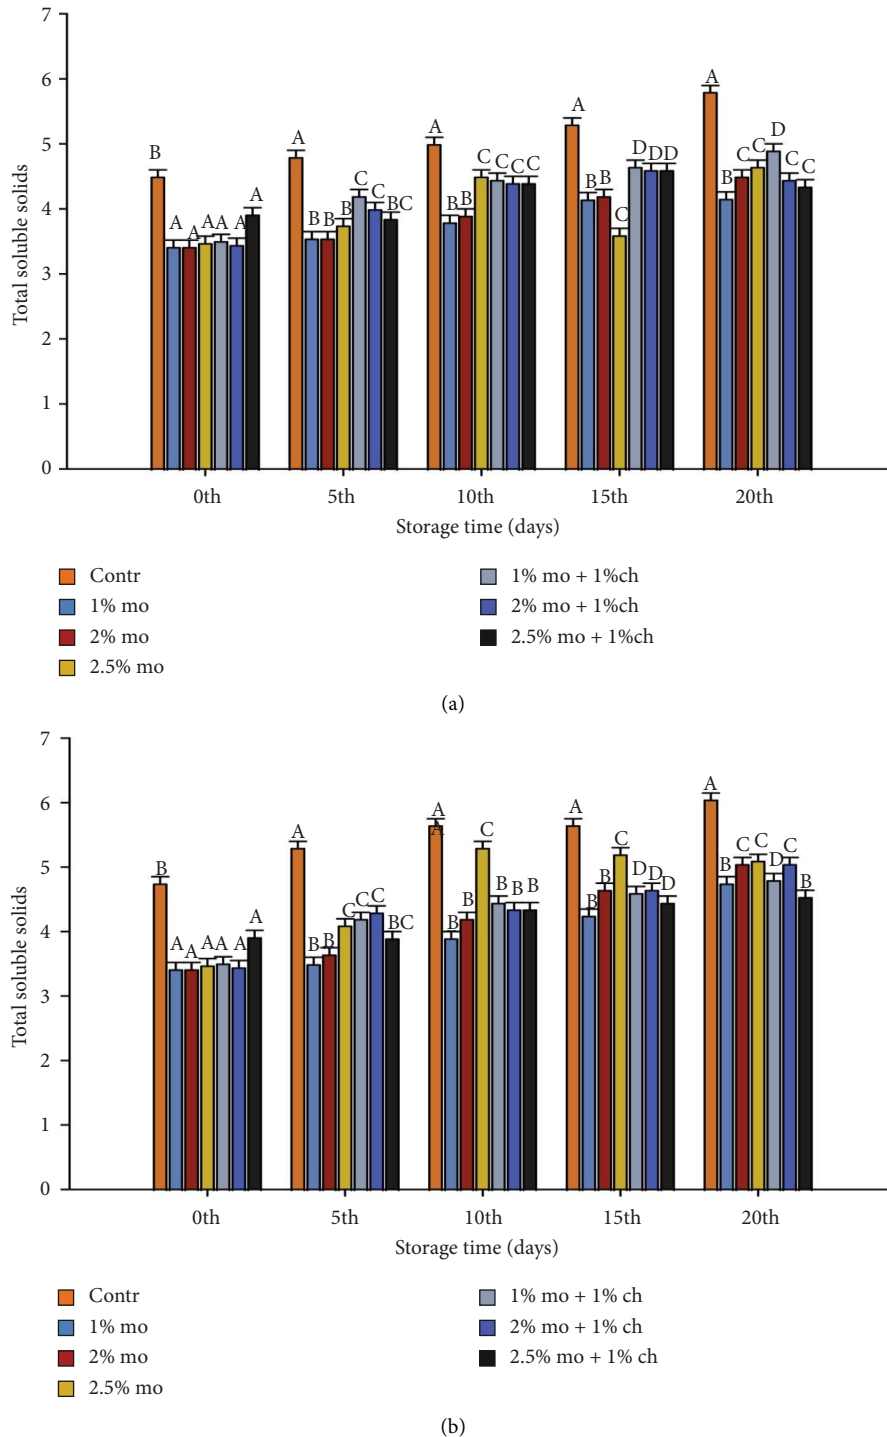 7
6
5
4
3
2
1
0
Total soluble solids
B A A A A A A
A B B B C C BC
A B B C C C C
A B B C D D D
A B C C D C C
0th 5th 10th 15th 20th
Storage time (days)
Contr
1% mo
2% mo
2.5% mo
1% mo + 1%ch
2% mo + 1%ch
2.5% mo + 1%ch
(a)
7
6
5
4
3
2
1
0
Total soluble solids
B A A A A A A
A B B C C C BC
A A B B C B B B
A B B C D D D
A B C C D C B
0th 5th 10th 15th 20th
Storage time (days)
Contr
1% mo
2% mo
2.5% mo
1% mo + 1% ch
2% mo + 1% ch
2.5% mo + 1% ch
(b)